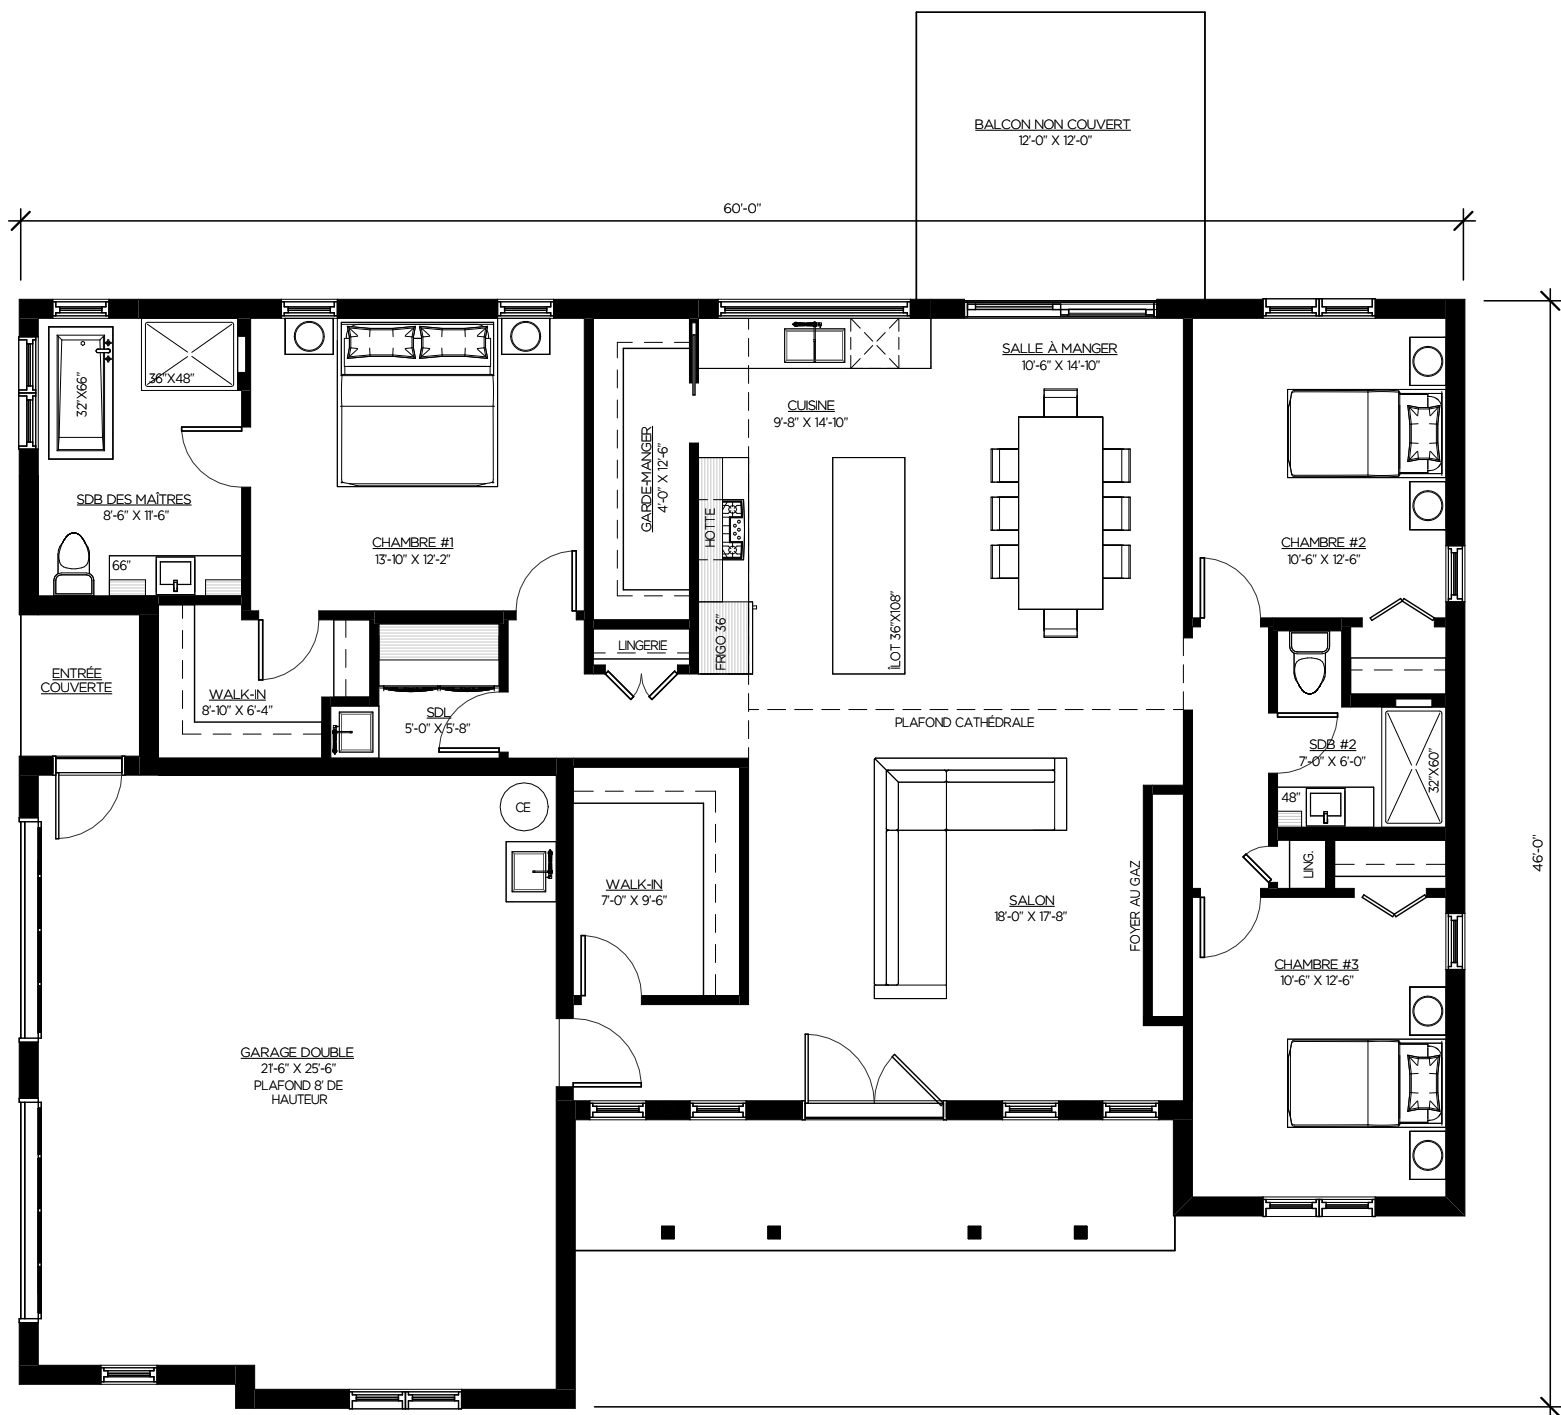 BALCON NON COUVERT
12'-0" X 12'-0"
60'-0"
46'-0"
32"X66"
36"X48"
SDB DES MAÎTRES
8'-6" X 11'-6"
66"
CHAMBRE #1
13'-10" X 12'-2"
GARDE-MANGER
4'-0" X 12'-6"
CUISINE
9'-8" X 14'-10"
SALLE À MANGER
10'-6" X 14'-10"
HOTTE
FRIGO 36"
ÎLOT 36"X108"
CHAMBRE #2
10'-6" X 12'-6"
ENTRÉE
COUVERTE
WALK-IN
8'-10" X 6'-4"
SDL
5'-0" X 5'-8"
LINGERIE
PLAFOND CATHÉDRALE
SDB #2
7'-0" X 6'-0"
48"
32"X60"
LING.
CE
WALK-IN
7'-0" X 9'-6"
SALON
18'-0" X 17'-8"
FOYER AU GAZ
CHAMBRE #3
10'-6" X 12'-6"
GARAGE DOUBLE
21'-6" X 25'-6"
PLAFOND 8' DE
HAUTEUR